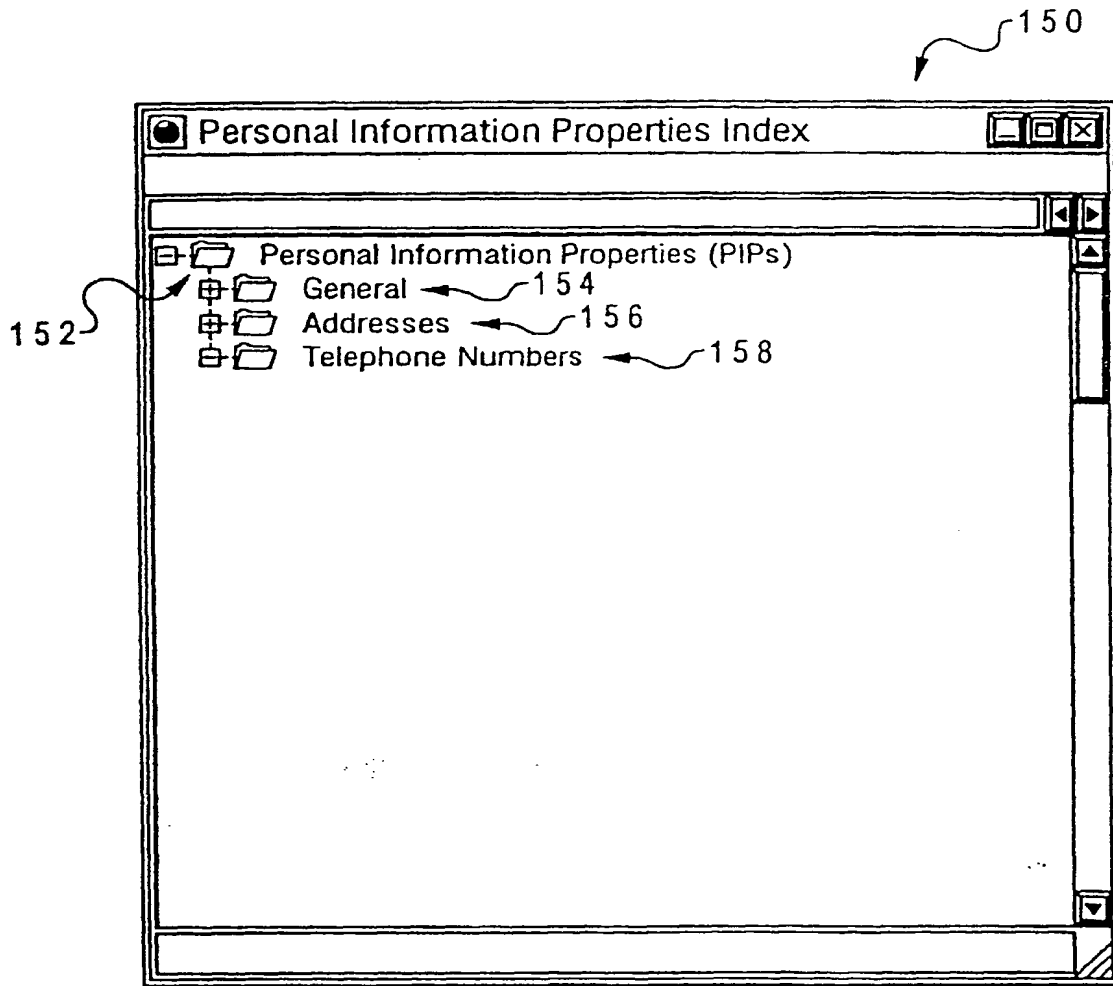 150
Personal Information Properties Index
Personal Information Properties (PIPs)
General 154
152 Addresses 156
Telephone Numbers 158